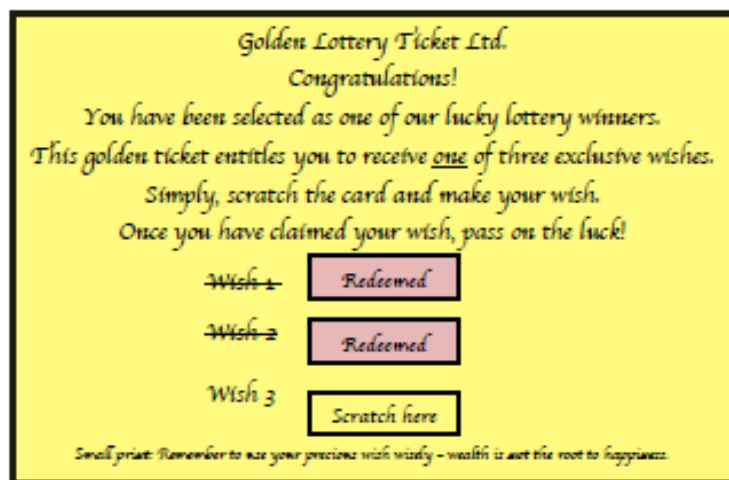 Golden Lottery Ticket Ltd.
Congratulations!
You have been selected as one of our lucky lottery winners.
This golden ticket entitles you to receive one of three exclusive wishes.
Simply, scratch the card and make your wish.
Once you have claimed your wish, pass on the luck!
Wish 1 Redeemed
Wish 2 Redeemed
Wish 3 Scratch here
Small print: Remember to use your precious wish wisely – wealth is not the root to happiness.